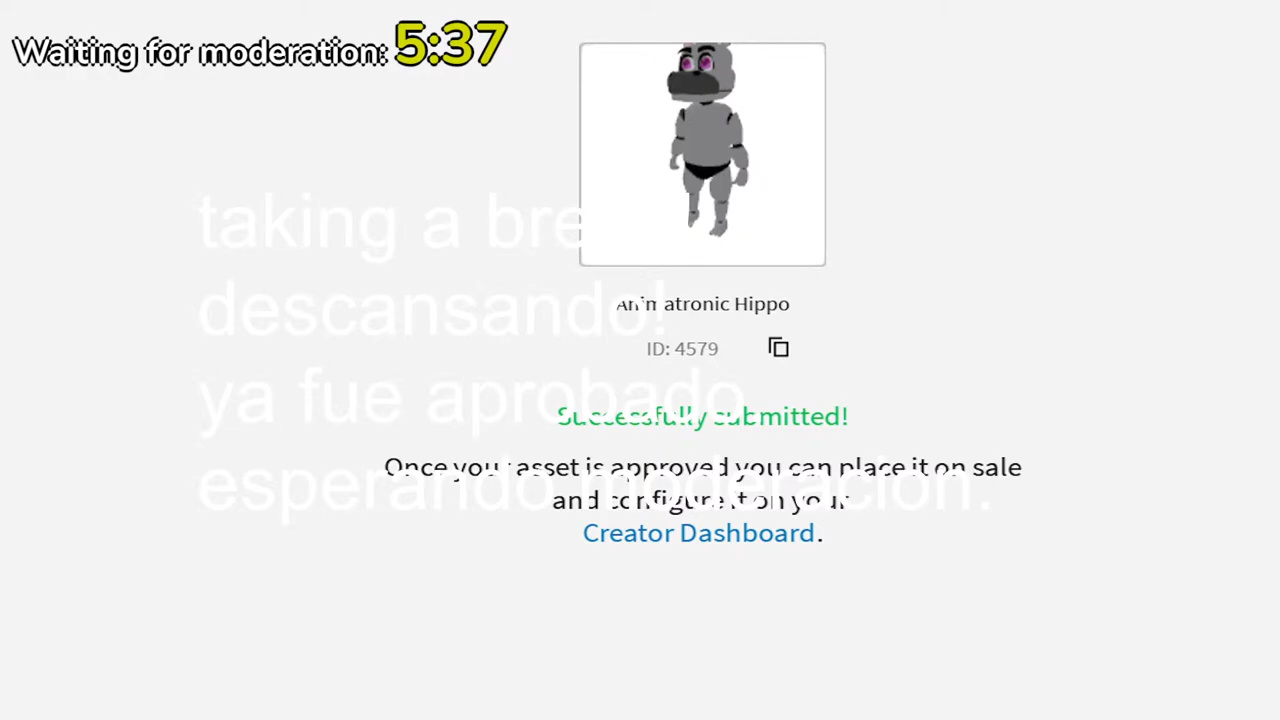 Waiting for moderation: 5:37
taking a bre
descansando!
ya fue aprobado
esperando moderacion.
Animatronic Hippo
ID: 4579
Successfully submitted!
Once your asset is approved you can place it on sale
and configure it on your
Creator Dashboard.